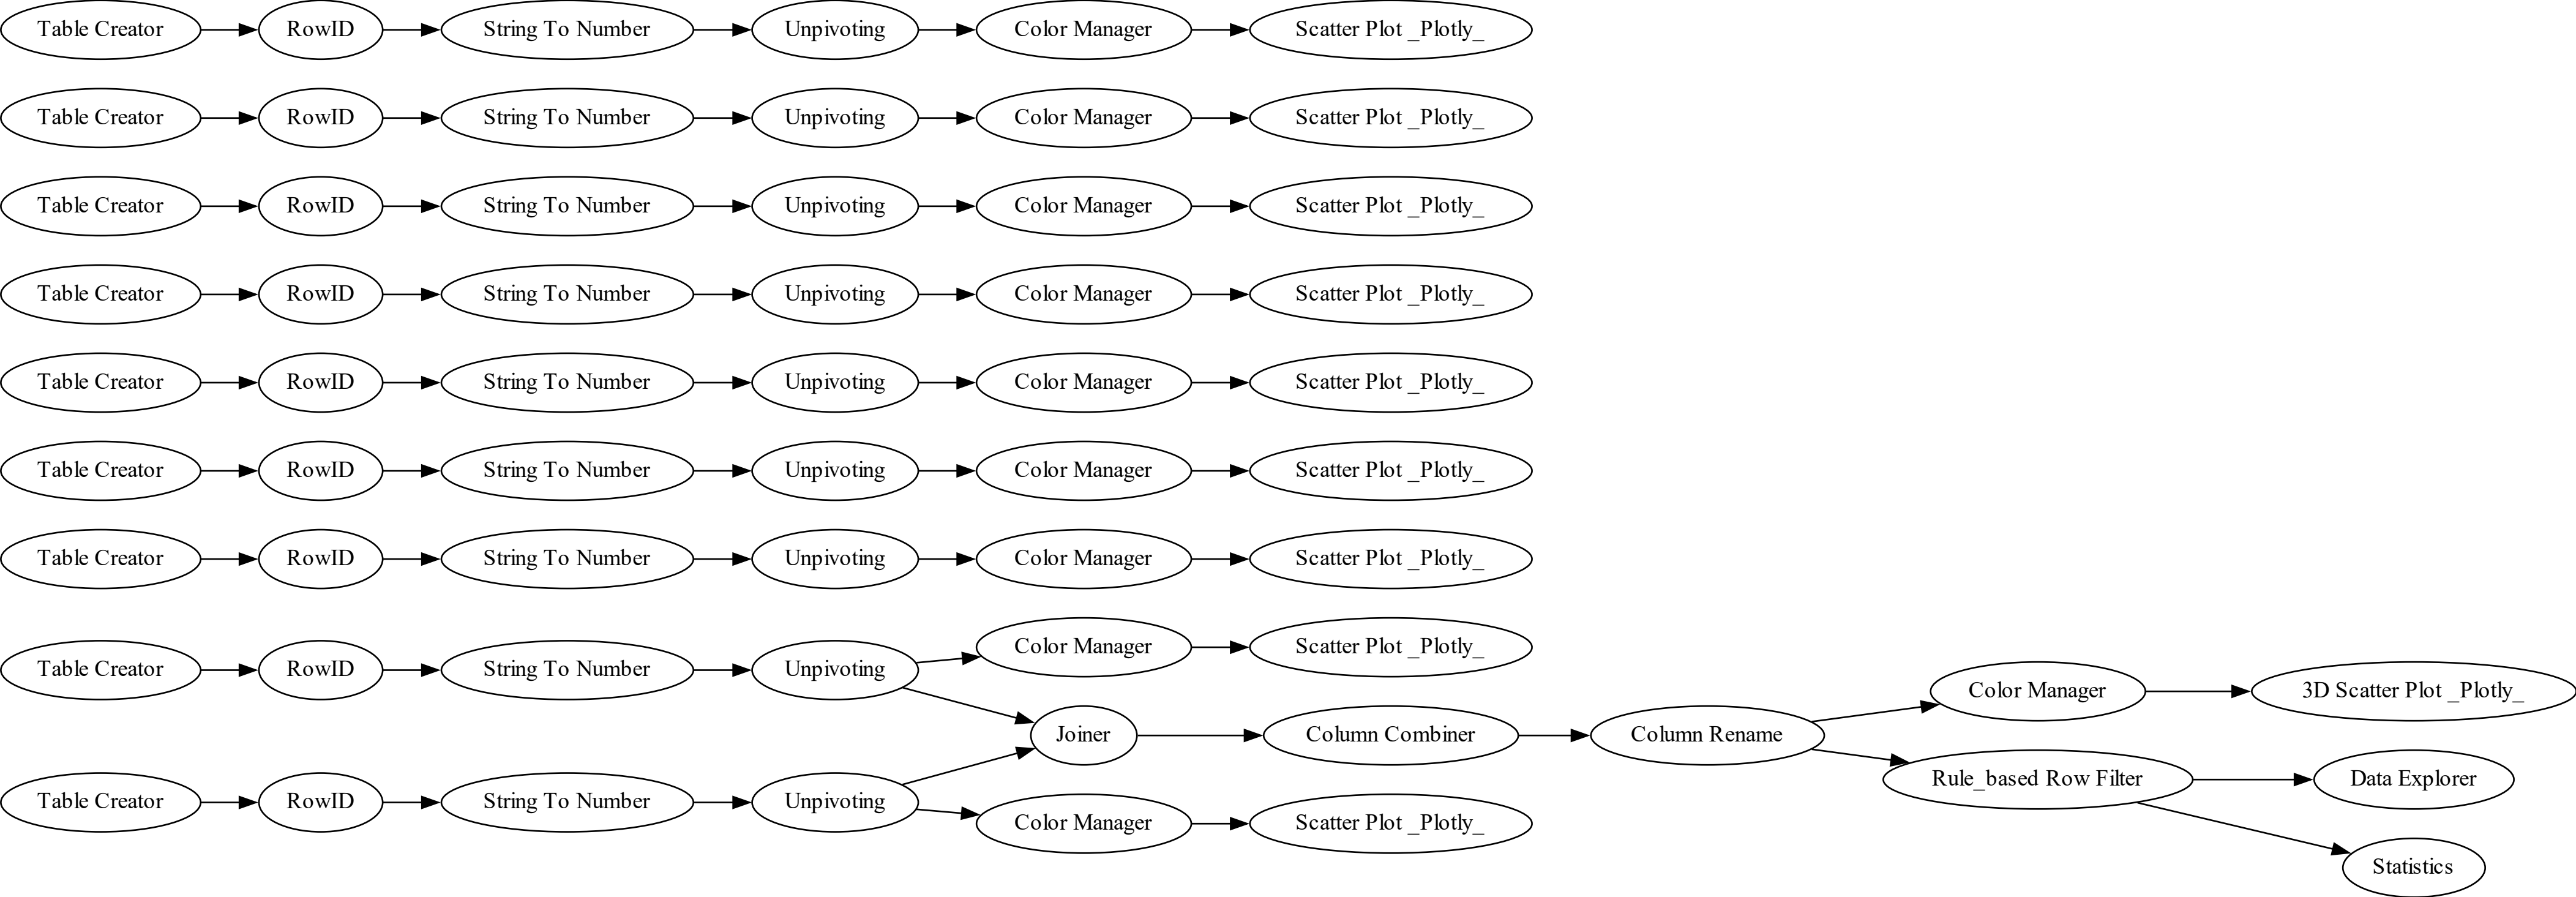 Table Creator RowID String To Number Unpivoting Color Manager Scatter Plot _Plotly_
Table Creator RowID String To Number Unpivoting Color Manager Scatter Plot _Plotly_
Table Creator RowID String To Number Unpivoting Color Manager Scatter Plot _Plotly_
Table Creator RowID String To Number Unpivoting Color Manager Scatter Plot _Plotly_
Table Creator RowID String To Number Unpivoting Color Manager Scatter Plot _Plotly_
Table Creator RowID String To Number Unpivoting Color Manager Scatter Plot _Plotly_
Table Creator RowID String To Number Unpivoting Color Manager Scatter Plot _Plotly_
Color Manager Scatter Plot _Plotly_
Table Creator RowID String To Number Unpivoting
Color Manager 3D Scatter Plot _Plotly_
Joiner Column Combiner Column Rename
Rule_based Row Filter Data Explorer
Table Creator RowID String To Number Unpivoting
Color Manager Scatter Plot _Plotly_
Statistics